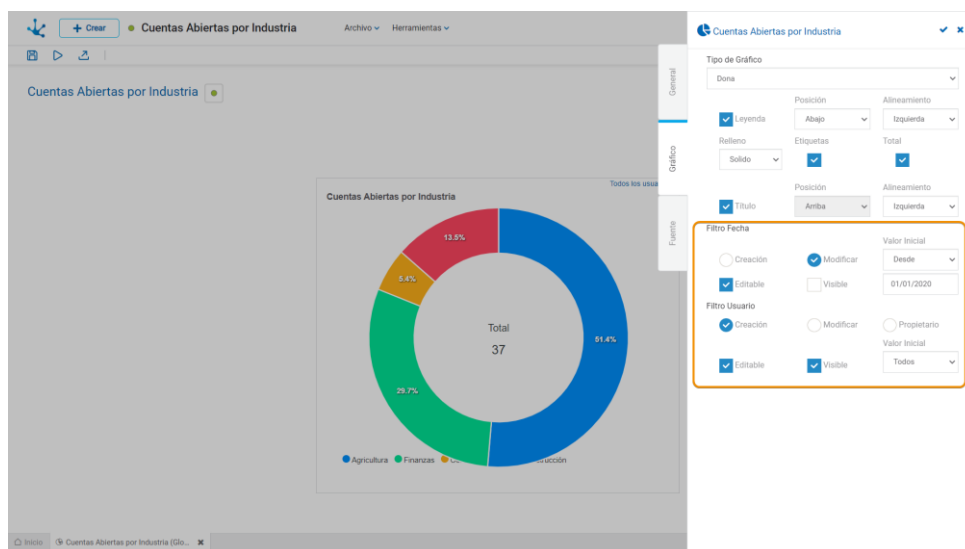 + Crear
Cuentas Abiertas por Industria
Archivo
Herramientas
Cuentas Abiertas por Industria
Todos los usua
Cuentas Abiertas por Industria
13.5%
5.4%
51.4%
29.7%
Total
37
Agricultura
Finanzas
ucción
Inicio
Cuentas Abiertas por Industria (Glo...
General
Gráfico
Fuente
Cuentas Abiertas por Industria
Tipo de Gráfico
Dona
Posición Alineamiento
Leyenda Abajo Izquierda
Relleno Etiquetas Total
Solido
Posición Alineamiento
Título Arriba Izquierda
Filtro Fecha
Valor Inicial
Creación Modificar Desde
Editable Visible 01/01/2020
Filtro Usuario
Creación Modificar Propietario
Valor Inicial
Editable Visible Todos